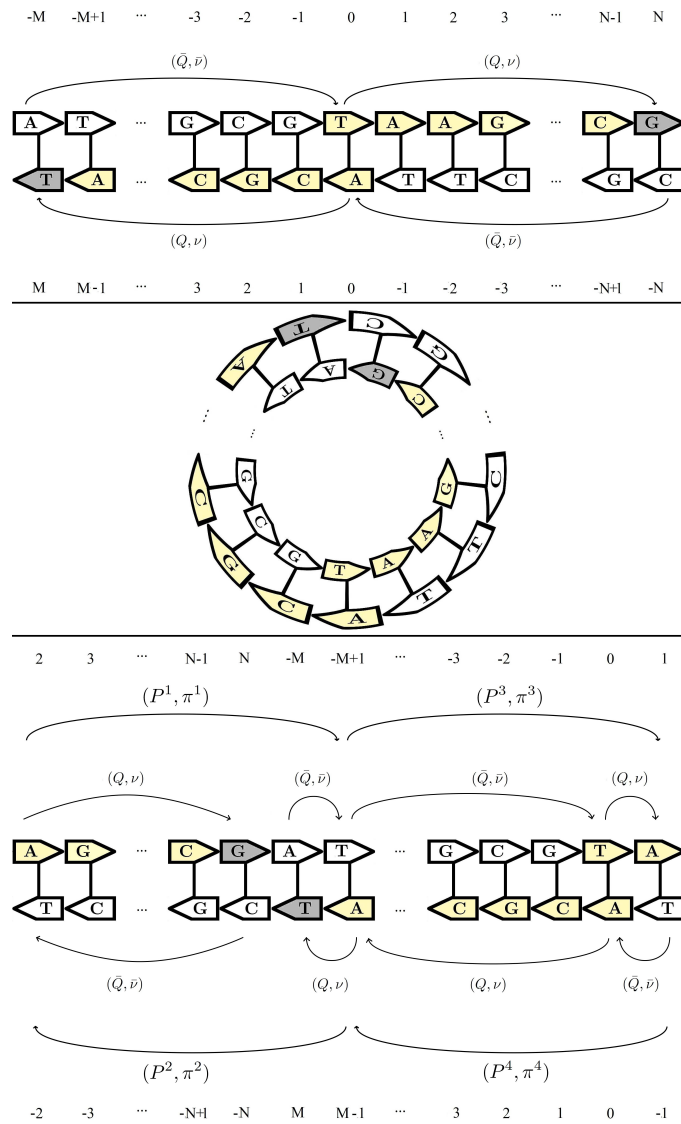 -M -M+1 ... -3 -2 -1 0 1 2 3 ... N-1 N
(Q̄, ν̄) (Q, ν)
A T ... G C G T A A G ... C G
T A ... C G C A T T C ... G C
(Q, ν) (Q̄, ν̄)
M M-1 ... 3 2 1 0 -1 -2 -3 ... -N+1 -N
A T C G
T A G C
... ...
... ...
C G G C
G C A T
C G T A A T
A
2 3 ... N-1 N -M -M+1 ... -3 -2 -1 0 1
(P¹, π¹) (P³, π³)
(Q, ν) (Q̄, ν̄) (Q̄, ν̄) (Q, ν)
A G ... C G A T ... G C G T A
T C ... G C T A ... C G C A T
(Q̄, ν̄) (Q, ν) (Q, ν) (Q̄, ν̄)
(P², π²) (P⁴, π⁴)
-2 -3 ... -N+1 -N M M-1 ... 3 2 1 0 -1